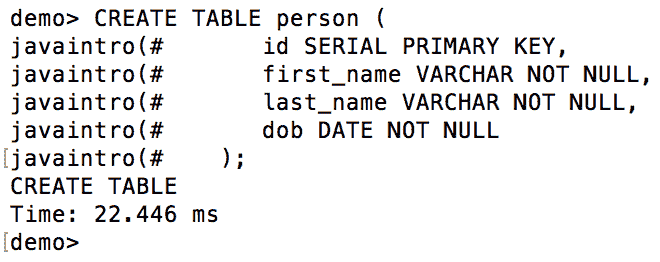 demo> CREATE TABLE person (
javaintro(#       id SERIAL PRIMARY KEY,
javaintro(#       first_name VARCHAR NOT NULL,
javaintro(#       last_name VARCHAR NOT NULL,
javaintro(#       dob DATE NOT NULL
[javaintro(#    );
CREATE TABLE
Time: 22.446 ms
[demo>